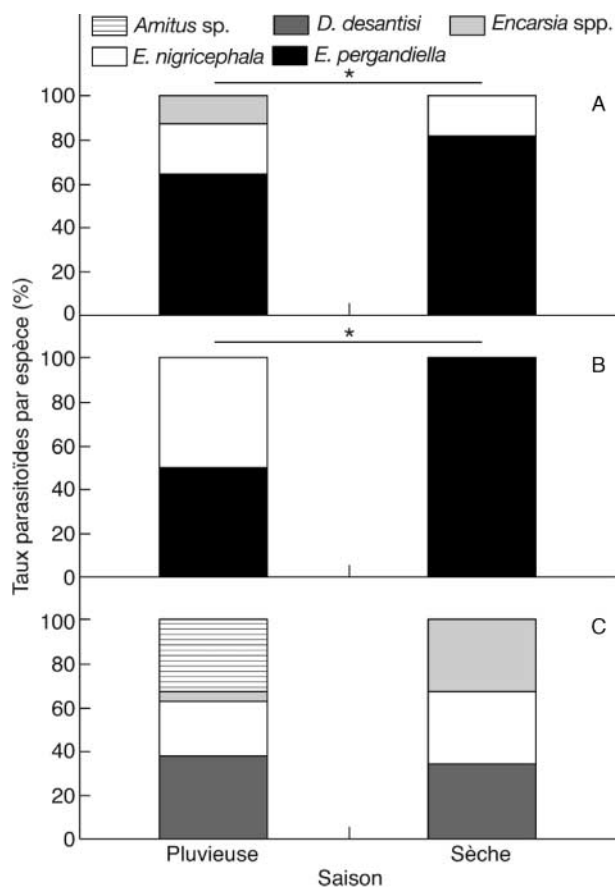 Amitus sp. D. desantisi Encarsia spp.
E. nigricephala E. pergandiella
*
A
100
80
60
40
20
0
*
B
100
80
60
40
20
0
C
100
80
60
40
20
0
Taux parasitoïdes par espèce (%)
Pluvieuse Sèche
Saison